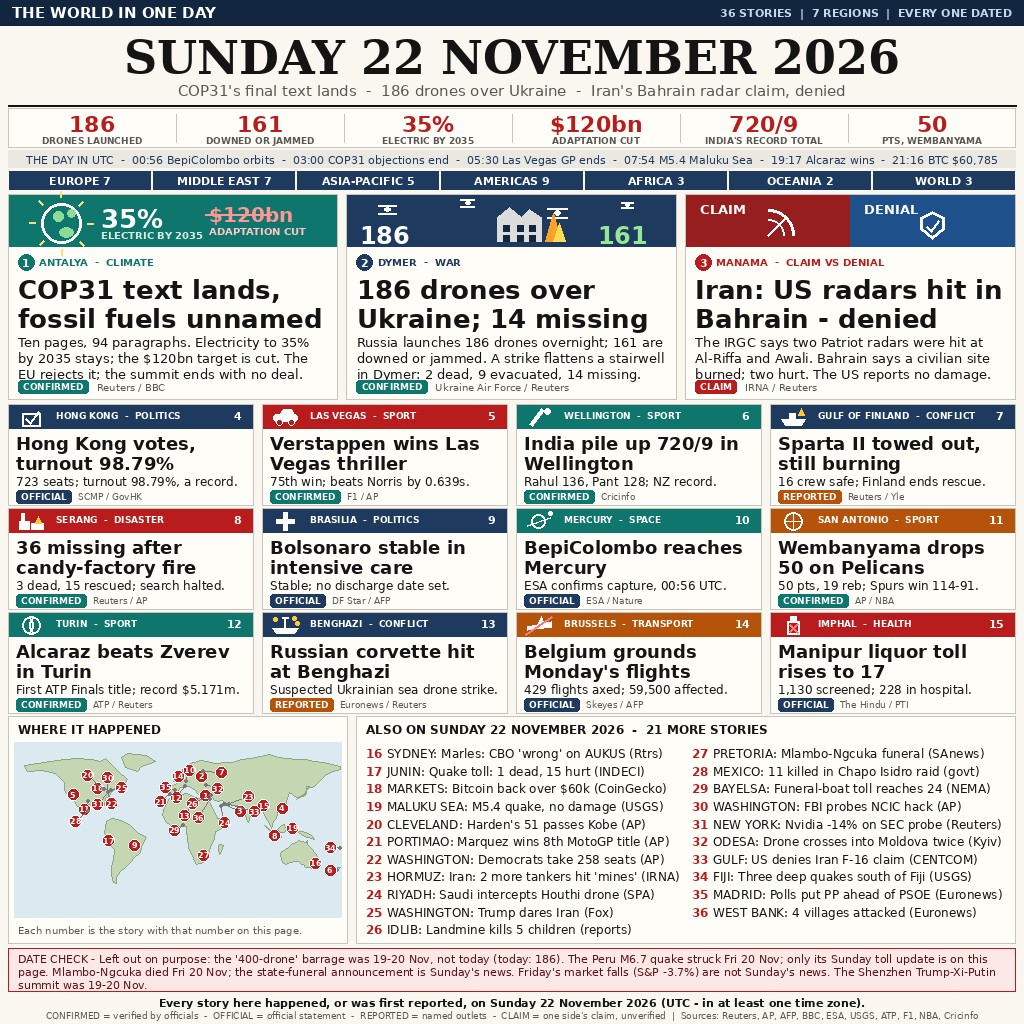 THE WORLD IN ONE DAY
36 STORIES | 7 REGIONS | EVERY ONE DATED
SUNDAY 22 NOVEMBER 2026
COP31's final text lands - 186 drones over Ukraine - Iran's Bahrain radar claim, denied
186
DRONES LAUNCHED
161
DOWNED OR JAMMED
35%
ELECTRIC BY 2035
$120bn
ADAPTATION CUT
720/9
INDIA'S RECORD TOTAL
50
PTS, WEMBANYAMA
THE DAY IN UTC - 00:56 BepiColombo orbits - 03:00 COP31 objections end - 05:30 Las Vegas GP ends - 07:54 M5.4 Maluku Sea - 19:17 Alcaraz wins - 21:16 BTC $60,785
EUROPE 7
MIDDLE EAST 7
ASIA-PACIFIC 5
AMERICAS 9
AFRICA 3
OCEANIA 2
WORLD 3
35%
ELECTRIC BY 2035
$120bn
ADAPTATION CUT
1 ANTALYA - CLIMATE
COP31 text lands,
fossil fuels unnamed
Ten pages, 94 paragraphs. Electricity to 35%
by 2035 stays; the $120bn target is cut. The
EU rejects it; the summit ends with no deal.
CONFIRMED Reuters / BBC
186
161
2 DYMER - WAR
186 drones over
Ukraine; 14 missing
Russia launches 186 drones overnight; 161 are
downed or jammed. A strike flattens a stairwell
in Dymer: 2 dead, 9 evacuated, 14 missing.
CONFIRMED Ukraine Air Force / Reuters
CLAIM
DENIAL
3 MANAMA - CLAIM VS DENIAL
Iran: US radars hit in
Bahrain - denied
The IRGC says two Patriot radars were hit at
Al-Riffa and Awali. Bahrain says a civilian site
burned; two hurt. The US reports no damage.
CLAIM IRNA / Reuters
HONG KONG - POLITICS 4
Hong Kong votes,
turnout 98.79%
723 seats; turnout 98.79%, a record.
OFFICIAL SCMP / GovHK
LAS VEGAS - SPORT 5
Verstappen wins Las
Vegas thriller
75th win; beats Norris by 0.639s.
CONFIRMED F1 / AP
WELLINGTON - SPORT 6
India pile up 720/9 in
Wellington
Rahul 136, Pant 128; NZ record.
CONFIRMED Cricinfo
GULF OF FINLAND - CONFLICT 7
Sparta II towed out,
still burning
16 crew safe; Finland ends rescue.
REPORTED Reuters / Yle
SERANG - DISASTER 8
36 missing after
candy-factory fire
3 dead, 15 rescued; search halted.
CONFIRMED Reuters / AP
BRASILIA - POLITICS 9
Bolsonaro stable in
intensive care
Stable; no discharge date set.
OFFICIAL DF Star / AFP
MERCURY - SPACE 10
BepiColombo reaches
Mercury
ESA confirms capture, 00:56 UTC.
OFFICIAL ESA / Nature
SAN ANTONIO - SPORT 11
Wembanyama drops
50 on Pelicans
50 pts, 19 reb; Spurs win 114-91.
CONFIRMED AP / NBA
TURIN - SPORT 12
Alcaraz beats Zverev
in Turin
First ATP Finals title; record $5.171m.
CONFIRMED ATP / Reuters
BENGHAZI - CONFLICT 13
Russian corvette hit
at Benghazi
Suspected Ukrainian sea drone strike.
REPORTED Euronews / Reuters
BRUSSELS - TRANSPORT 14
Belgium grounds
Monday's flights
429 flights axed; 59,500 affected.
OFFICIAL Skeyes / AFP
IMPHAL - HEALTH 15
Manipur liquor toll
rises to 17
1,130 screened; 228 in hospital.
OFFICIAL The Hindu / PTI
WHERE IT HAPPENED
Each number is the story with that number on this page.
ALSO ON SUNDAY 22 NOVEMBER 2026 - 21 MORE STORIES
16 SYDNEY: Marles: CBO 'wrong' on AUKUS (Rtrs)
17 JUNIN: Quake toll: 1 dead, 15 hurt (INDECI)
18 MARKETS: Bitcoin back over $60k (CoinGecko)
19 MALUKU SEA: M5.4 quake, no damage (USGS)
20 CLEVELAND: Harden's 51 passes Kobe (AP)
21 PORTIMAO: Marquez wins 8th MotoGP title (AP)
22 WASHINGTON: Democrats take 258 seats (AP)
23 HORMUZ: Iran: 2 more tankers hit 'mines' (IRNA)
24 RIYADH: Saudi intercepts Houthi drone (SPA)
25 WASHINGTON: Trump dares Iran (Fox)
26 IDLIB: Landmine kills 5 children (reports)
27 PRETORIA: Mlambo-Ngcuka funeral (SAnews)
28 MEXICO: 11 killed in Chapo Isidro raid (govt)
29 BAYELSA: Funeral-boat toll reaches 24 (NEMA)
30 WASHINGTON: FBI probes NCIC hack (AP)
31 NEW YORK: Nvidia -14% on SEC probe (Reuters)
32 ODESA: Drone crosses into Moldova twice (Kyiv)
33 GULF: US denies Iran F-16 claim (CENTCOM)
34 FIJI: Three deep quakes south of Fiji (USGS)
35 MADRID: Polls put PP ahead of PSOE (Euronews)
36 WEST BANK: 4 villages attacked (Euronews)
DATE CHECK - Left out on purpose: the '400-drone' barrage was 19-20 Nov, not today (today: 186). The Peru M6.7 quake struck Fri 20 Nov; only its Sunday toll update is on this
page. Mlambo-Ngcuka died Fri 20 Nov; the state-funeral announcement is Sunday's news. Friday's market falls (S&P -3.7%) are not Sunday's news. The Shenzhen Trump-Xi-Putin
summit was 19-20 Nov.
Every story here happened, or was first reported, on Sunday 22 November 2026 (UTC - in at least one time zone).
CONFIRMED = verified by officials - OFFICIAL = official statement - REPORTED = named outlets - CLAIM = one side's claim, unverified | Sources: Reuters, AP, AFP, BBC, ESA, USGS, ATP, F1, NBA, Cricinfo